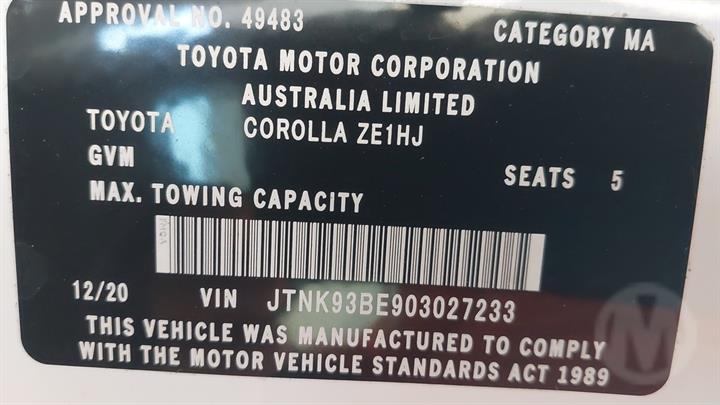 APPROVAL NO. 49483 CATEGORY MA
TOYOTA MOTOR CORPORATION
AUSTRALIA LIMITED
TOYOTA COROLLA ZE1HJ
GVM SEATS 5
MAX. TOWING CAPACITY
12/20 VIN JTNK93BE903027233
THIS VEHICLE WAS MANUFACTURED TO COMPLY
WITH THE MOTOR VEHICLE STANDARDS ACT 1989
M